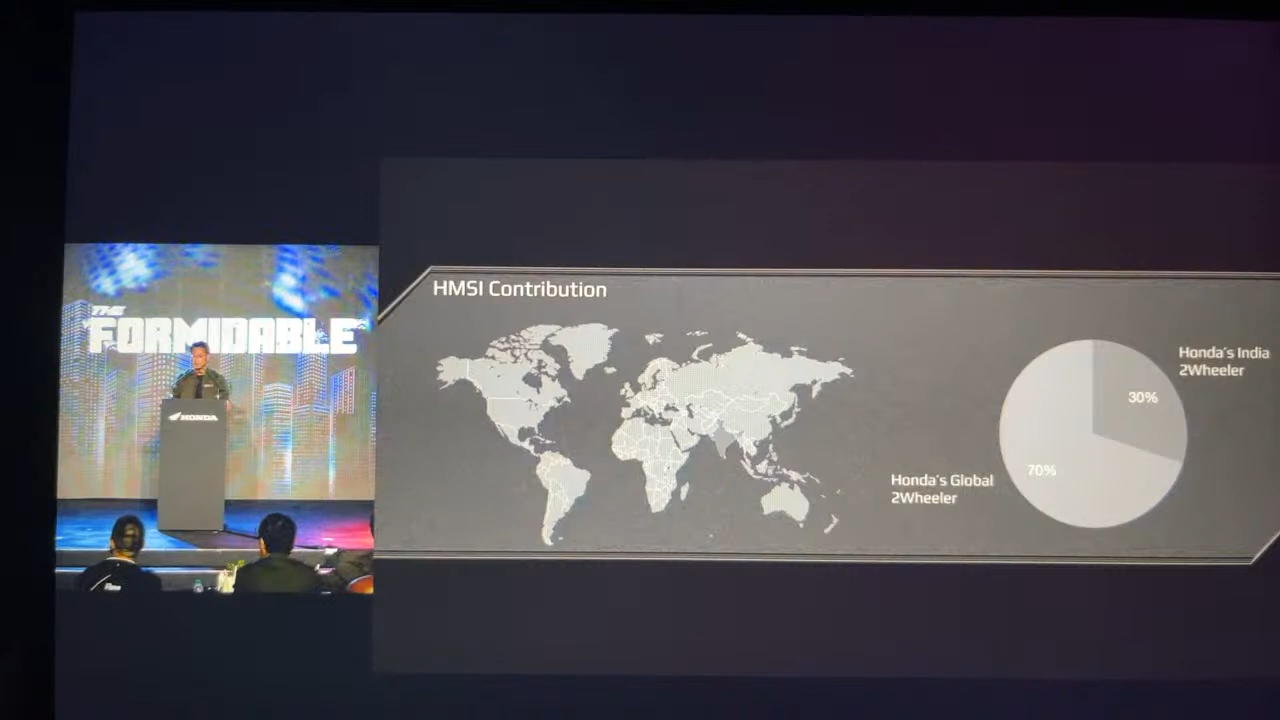 THE
FORMIDABLE
HONDA
HMSI Contribution
Honda's India
2Wheeler
30%
70%
Honda's Global
2Wheeler